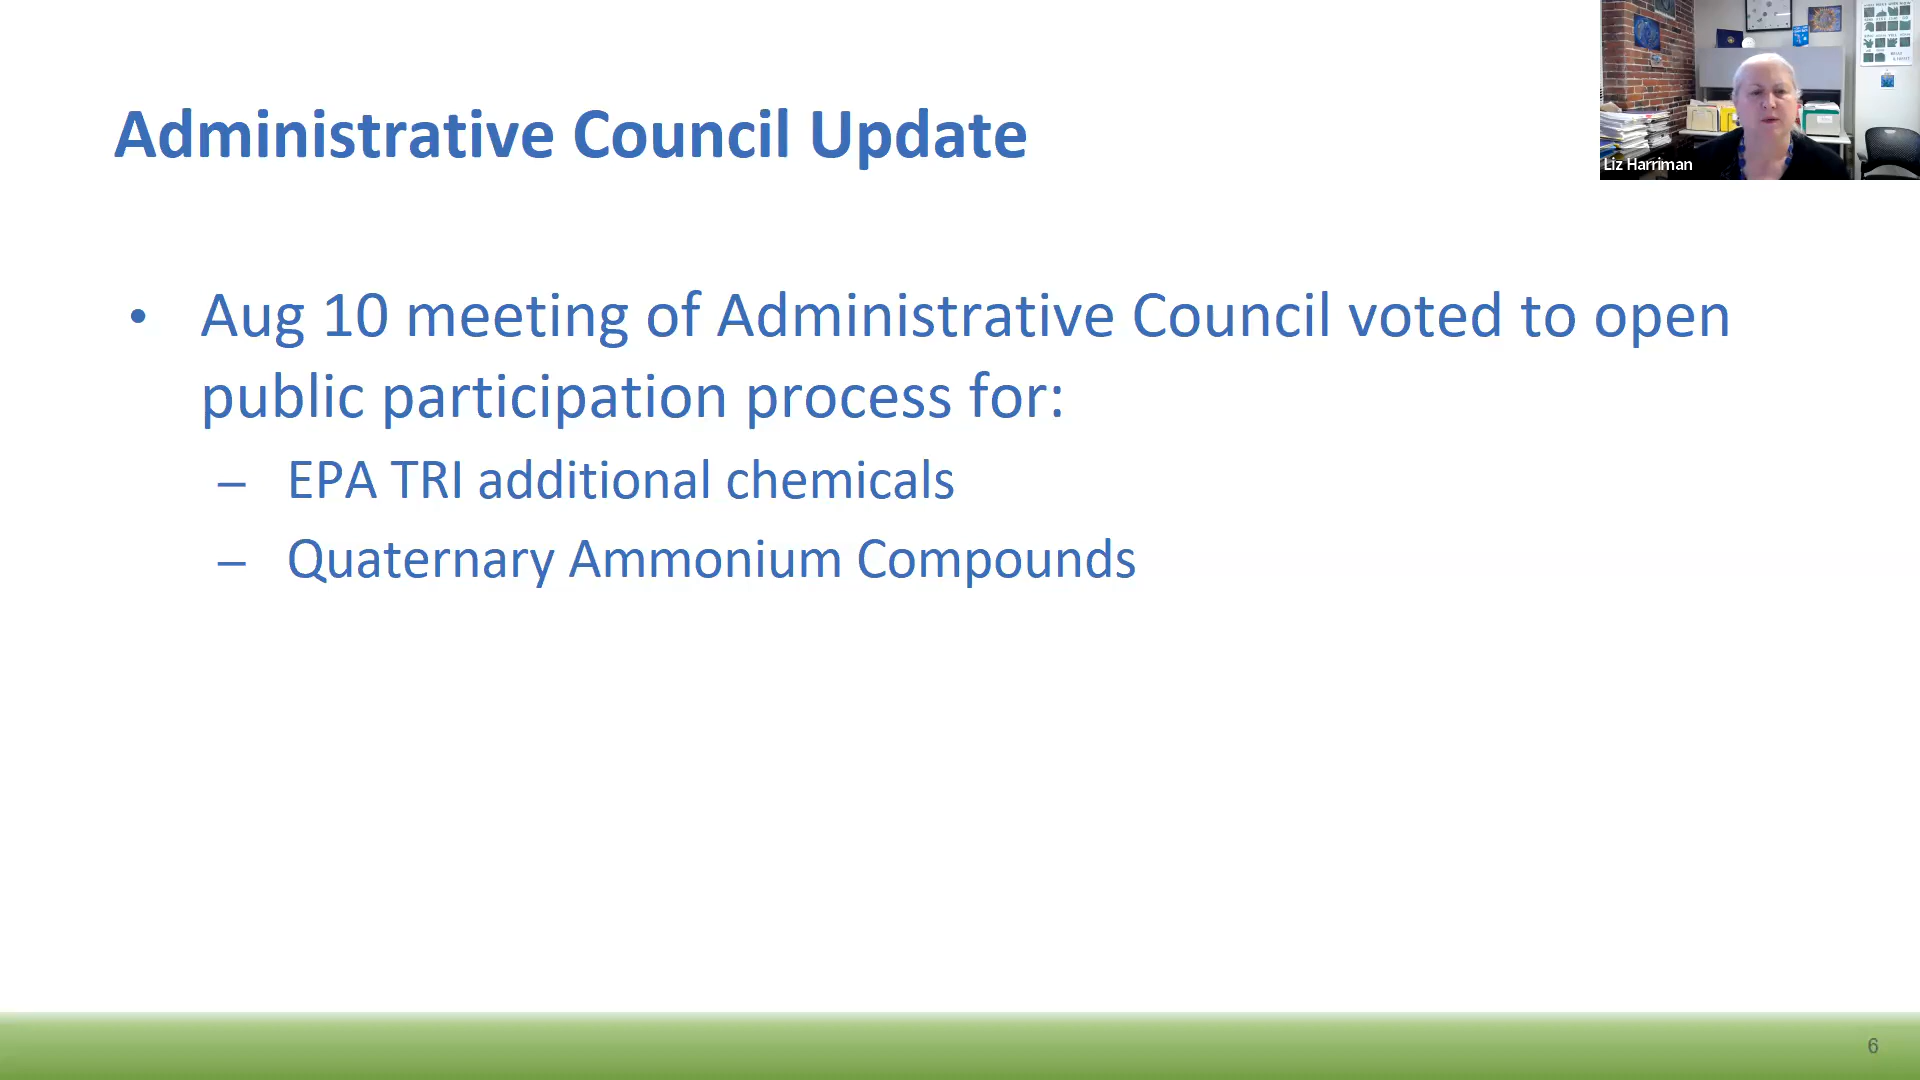 Administrative Council Update
Liz Harriman
• Aug 10 meeting of Administrative Council voted to open
public participation process for:
– EPA TRI additional chemicals
– Quaternary Ammonium Compounds
6